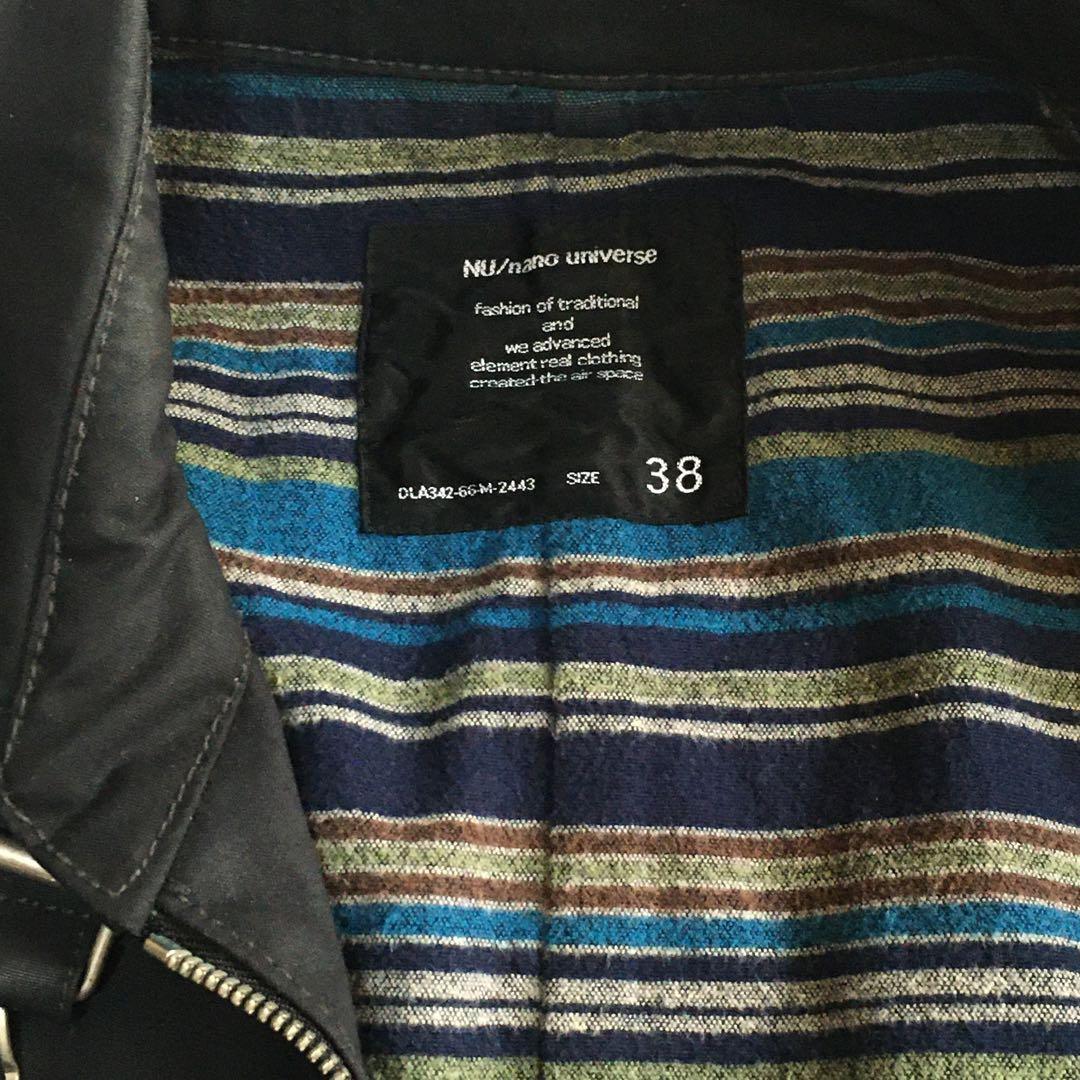 NU/nano universe
fashion of traditional
and
we advanced
element real clothing
created-the air space
DLA342-66-M-2443 SIZE 38